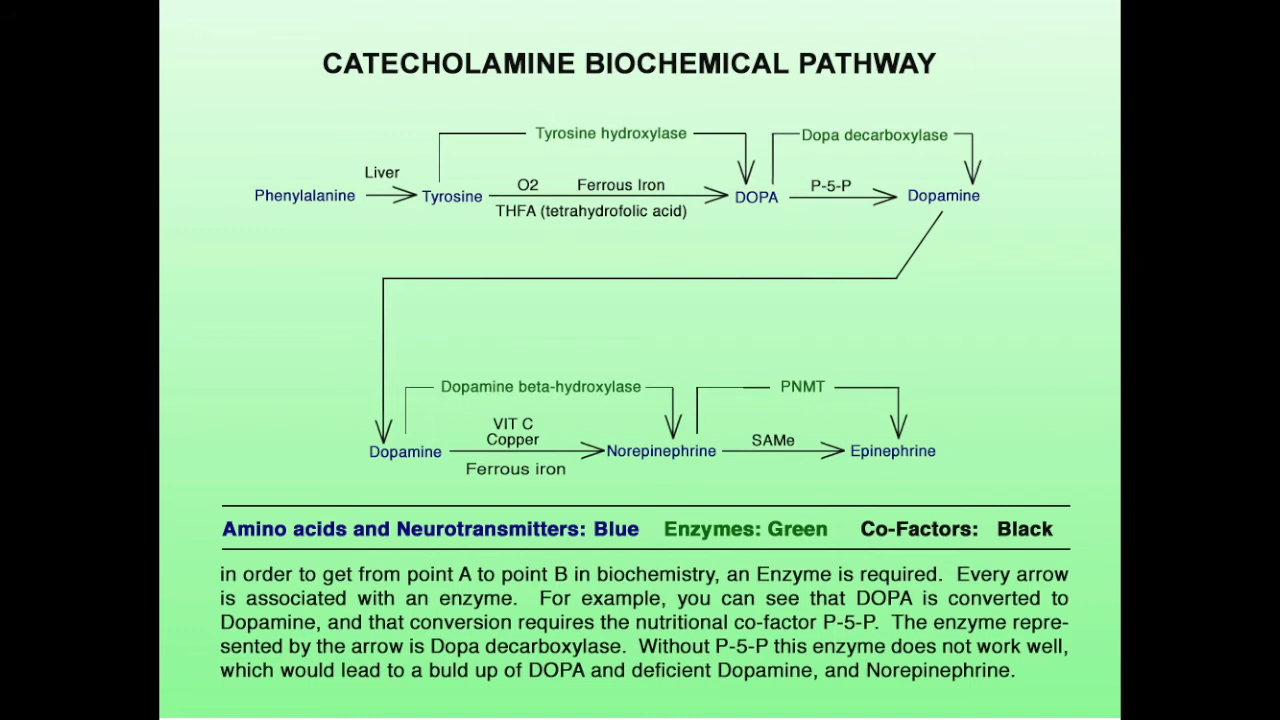 CATECHOLAMINE BIOCHEMICAL PATHWAY
Tyrosine hydroxylase
Dopa decarboxylase
Liver
O2 Ferrous Iron
P-5-P
Phenylalanine Tyrosine DOPA Dopamine
THFA (tetrahydrofolic acid)
Dopamine beta-hydroxylase PNMT
VIT C
Copper SAMe
Dopamine Norepinephrine Epinephrine
Ferrous iron
Amino acids and Neurotransmitters: Blue Enzymes: Green Co-Factors: Black
in order to get from point A to point B in biochemistry, an Enzyme is required. Every arrow
is associated with an enzyme. For example, you can see that DOPA is converted to
Dopamine, and that conversion requires the nutritional co-factor P-5-P. The enzyme repre-
sented by the arrow is Dopa decarboxylase. Without P-5-P this enzyme does not work well,
which would lead to a buld up of DOPA and deficient Dopamine, and Norepinephrine.